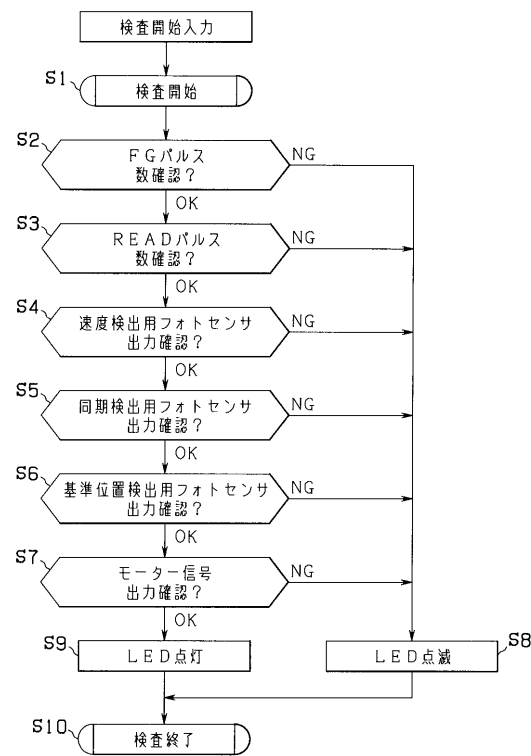 検査開始入力
S1
検査開始
S2
FGパルス
数確認?
NG
OK
S3
READパルス
数確認?
NG
OK
S4
速度検出用フォトセンサ
出力確認?
NG
OK
S5
同期検出用フォトセンサ
出力確認?
NG
OK
S6
基準位置検出用フォトセンサ
出力確認?
NG
OK
S7
モーター信号
出力確認?
NG
OK
S9
LED点灯
S8
LED点滅
S10
検査終了